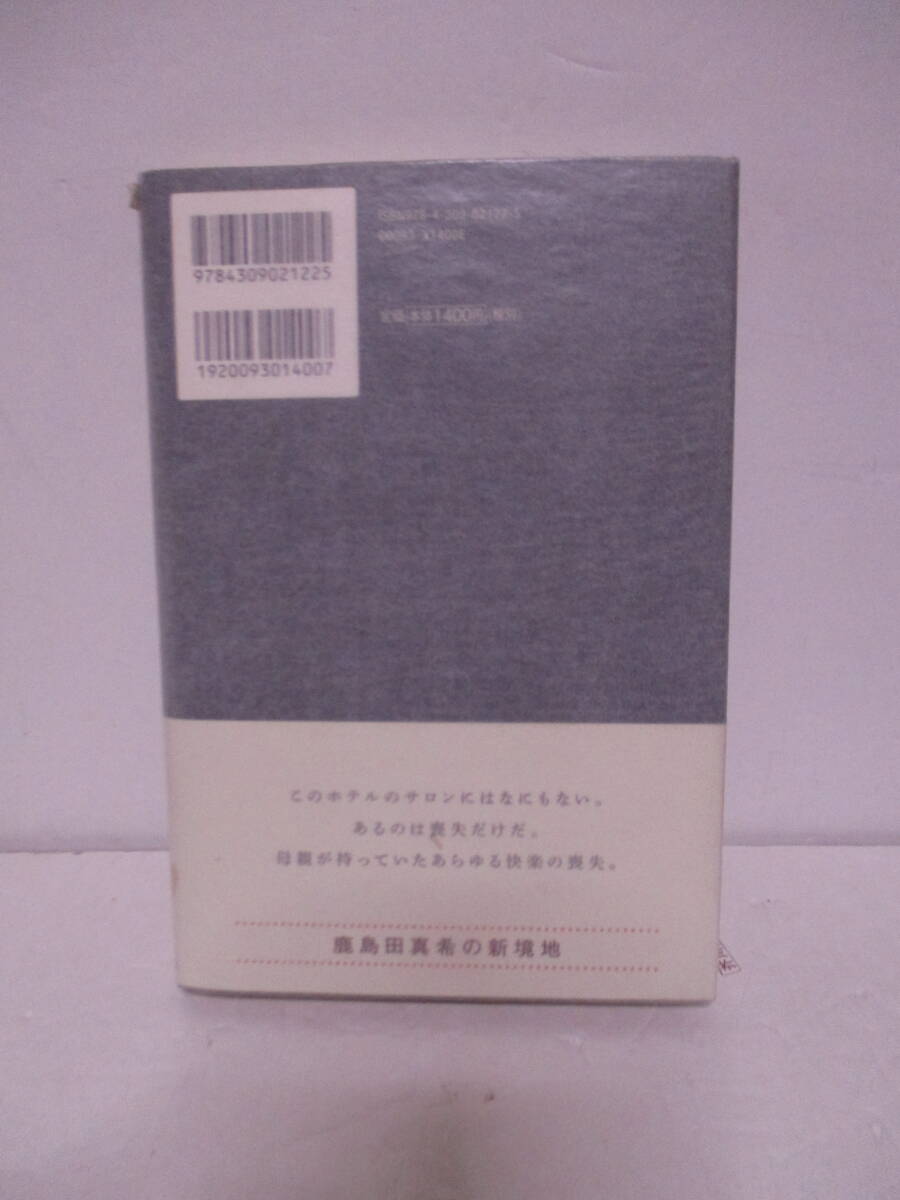 9784309021225
1920093014007
ISBN978-4-309-02122-5
C0093 ¥1400E
定価 本体1400円(税別)
このホテルのサロンにはなにもない。
あるのは喪失だけだ。
母親が持っていたあらゆる快楽の喪失。
鹿島田真希の新境地